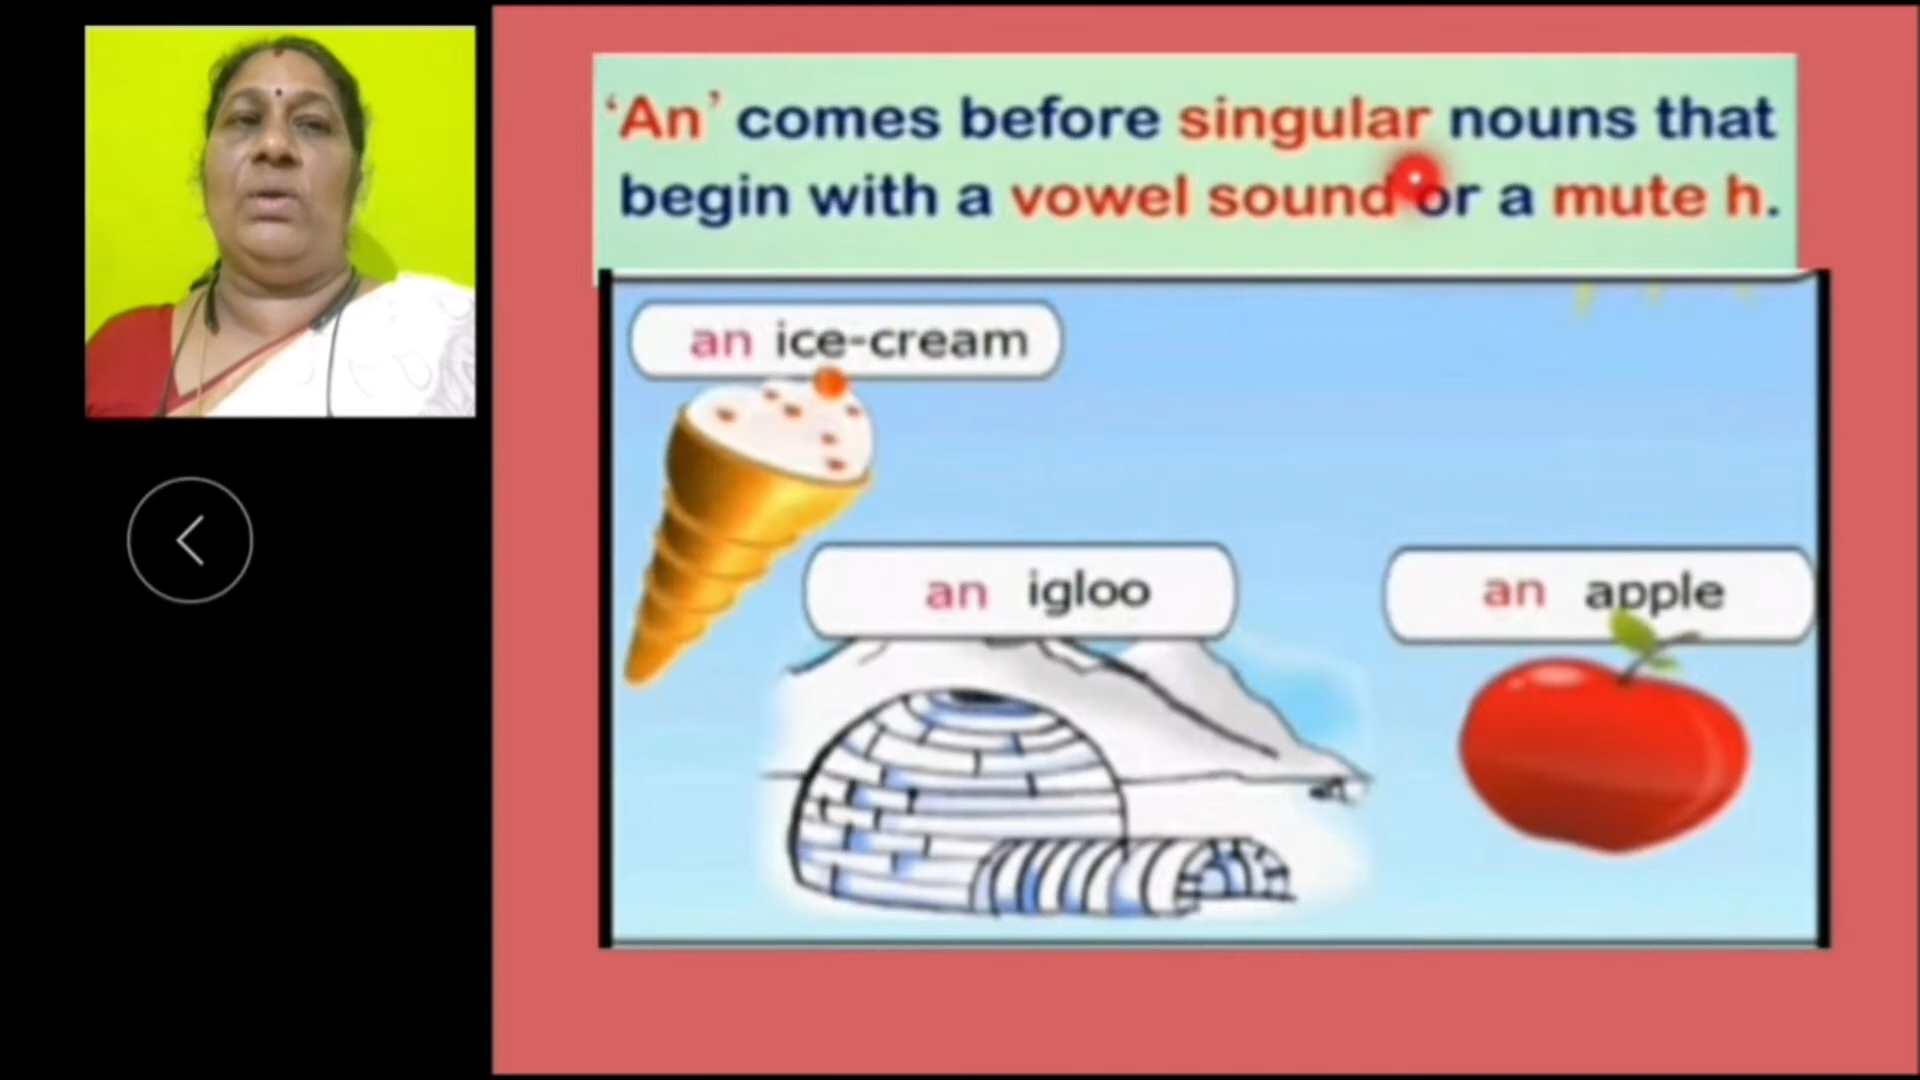 ‘An’ comes before singular nouns that
begin with a vowel sound or a mute h.
an ice-cream
an igloo
an apple